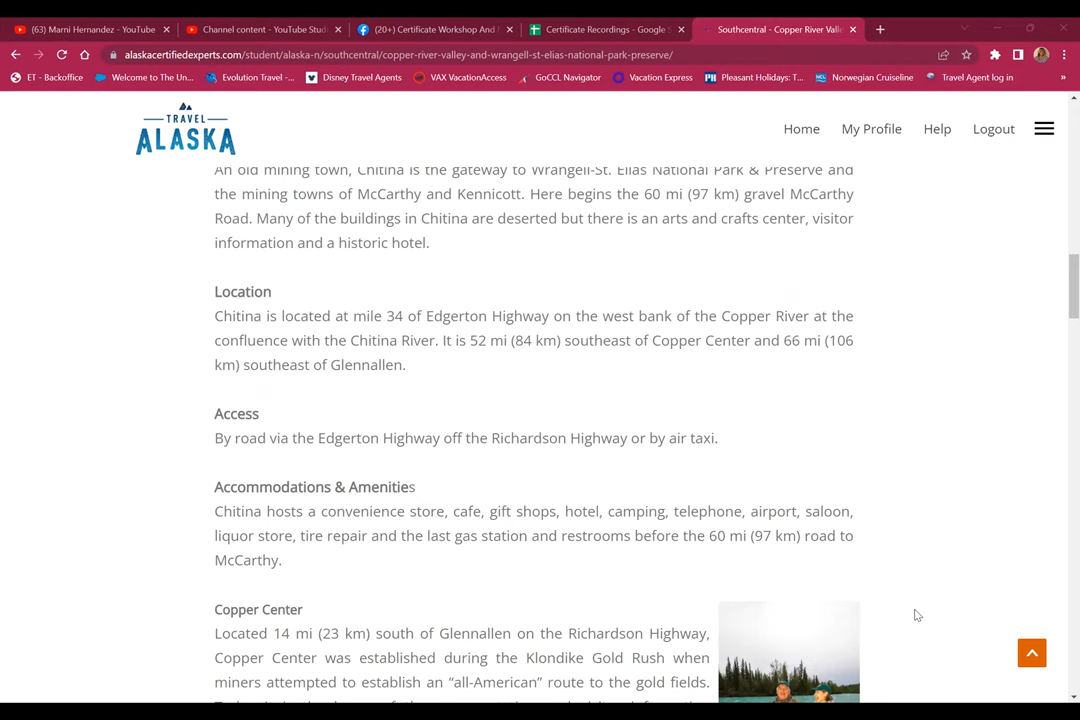 (63) Marni Hernandez - YouTube
Channel content - YouTube Studi
(20+) Certificate Workshop And
Certificate Recordings - Google S
Southcentral - Copper River Valle
alaskacertifiedexperts.com/student/alaska-n/southcentral/copper-river-valley-and-wrangell-st-elias-national-park-preserve/
ET - Backoffice
Welcome to The Un...
Evolution Travel -...
Disney Travel Agents
VAX VacationAccess
GoCCL Navigator
Vacation Express
Pleasant Holidays: T...
Norwegian Cruiseline
Travel Agent log in
TRAVEL
ALASKA
Home
My Profile
Help
Logout
An old mining town, Chitina is the gateway to Wrangell-St. Elias National Park & Preserve and
the mining towns of McCarthy and Kennicott. Here begins the 60 mi (97 km) gravel McCarthy
Road. Many of the buildings in Chitina are deserted but there is an arts and crafts center, visitor
information and a historic hotel.
Location
Chitina is located at mile 34 of Edgerton Highway on the west bank of the Copper River at the
confluence with the Chitina River. It is 52 mi (84 km) southeast of Copper Center and 66 mi (106
km) southeast of Glennallen.
Access
By road via the Edgerton Highway off the Richardson Highway or by air taxi.
Accommodations & Amenities
Chitina hosts a convenience store, cafe, gift shops, hotel, camping, telephone, airport, saloon,
liquor store, tire repair and the last gas station and restrooms before the 60 mi (97 km) road to
McCarthy.
Copper Center
Located 14 mi (23 km) south of Glennallen on the Richardson Highway,
Copper Center was established during the Klondike Gold Rush when
miners attempted to establish an “all-American” route to the gold fields.